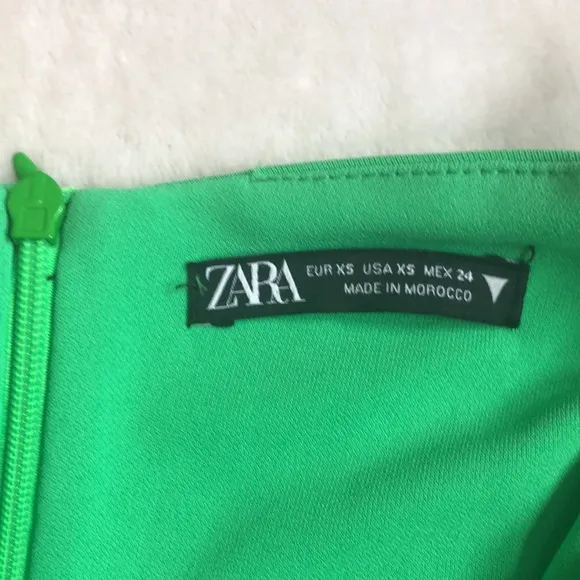 ZARA
EUR XS USA XS MEX 24
MADE IN MOROCCO